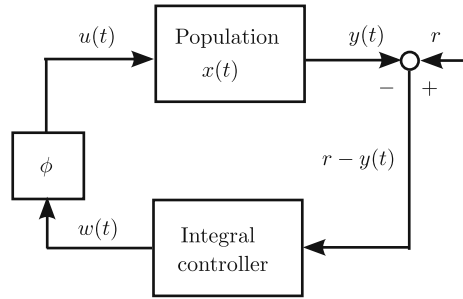 u(t)
Population
x(t)
y(t)
r
−
+
ϕ
r − y(t)
w(t)
Integral
controller